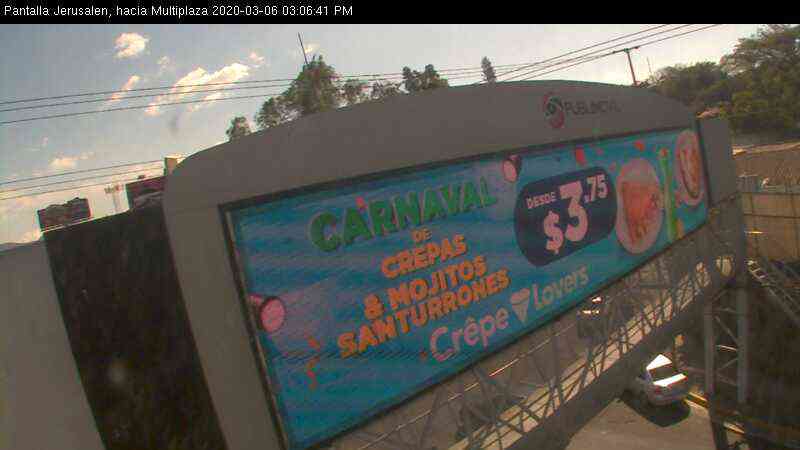 Pantalla Jerusalen, hacia Multiplaza 2020-03-06 03:06:41 PM
PUBLIMOVIL
CARNAVAL
DE
CREPAS
& MOJITOS
SANTURRONES
DESDE
$3.75
Crêpe Lovers